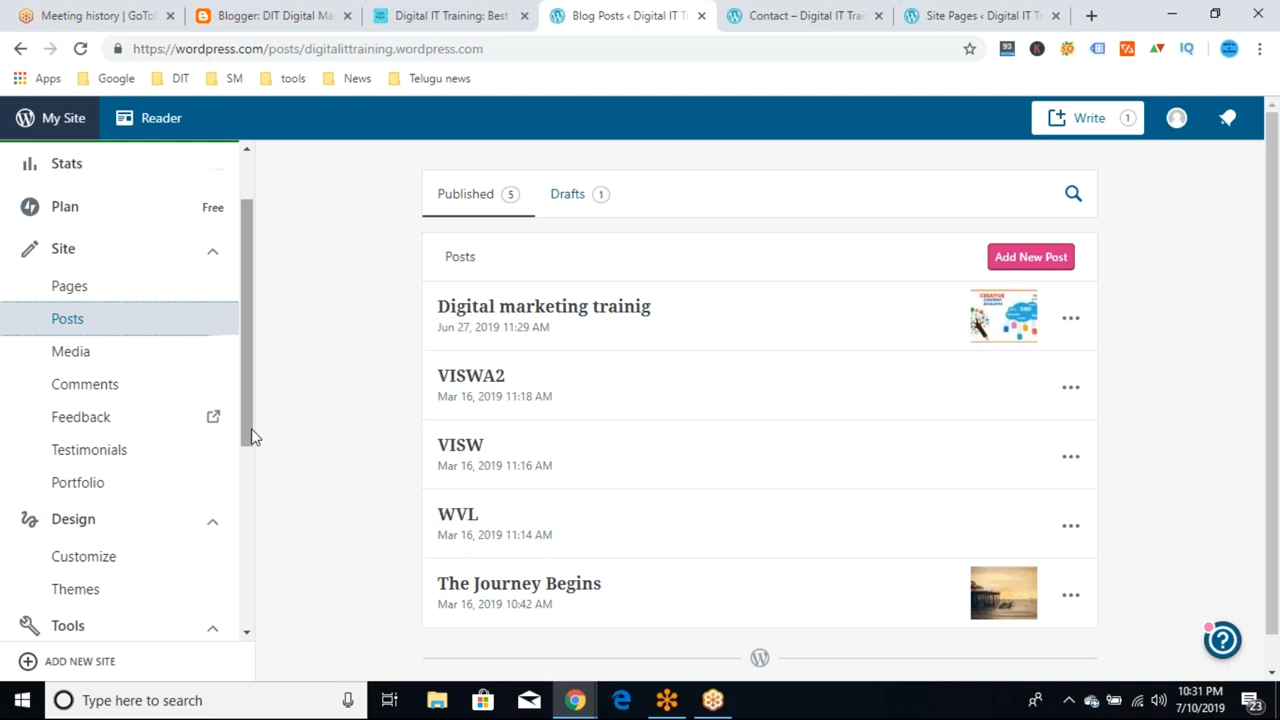 Meeting history | GoTo
Blogger: DIT Digital Ma
Digital IT Training: Best
Blog Posts ‹ Digital IT T
Contact – Digital IT Trai
Site Pages ‹ Digital IT T
https://wordpress.com/posts/digitalittraining.wordpress.com
Apps
Google
DIT
SM
tools
News
Telugu news
My Site
Reader
Write 1
Stats
Plan
Free
Site
Pages
Posts
Media
Comments
Feedback
Testimonials
Portfolio
Design
Customize
Themes
Tools
ADD NEW SITE
Published 5
Drafts 1
Posts
Add New Post
Digital marketing trainig
Jun 27, 2019 11:29 AM
VISWA2
Mar 16, 2019 11:18 AM
VISW
Mar 16, 2019 11:16 AM
WVL
Mar 16, 2019 11:14 AM
The Journey Begins
Mar 16, 2019 10:42 AM
Type here to search
10:31 PM
7/10/2019
23